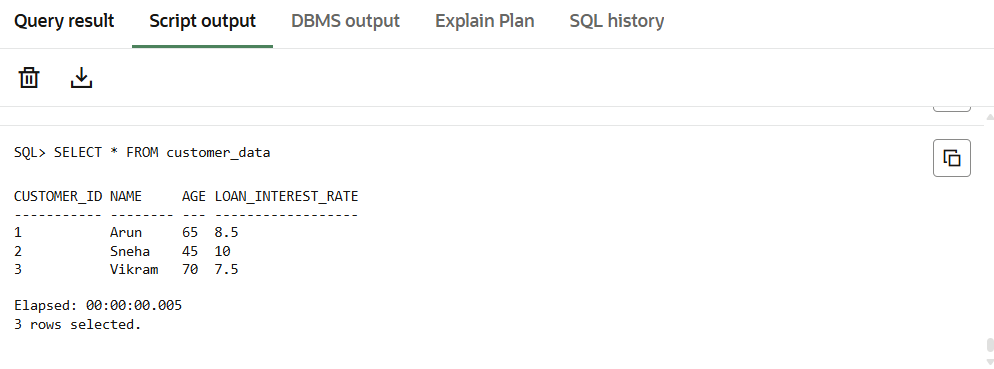 Query result Script output DBMS output Explain Plan SQL history
SQL> SELECT * FROM customer_data
CUSTOMER_ID NAME     AGE LOAN_INTEREST_RATE
----------- -------- --- ------------------
1           Arun     65  8.5
2           Sneha    45  10
3           Vikram   70  7.5
Elapsed: 00:00:00.005
3 rows selected.